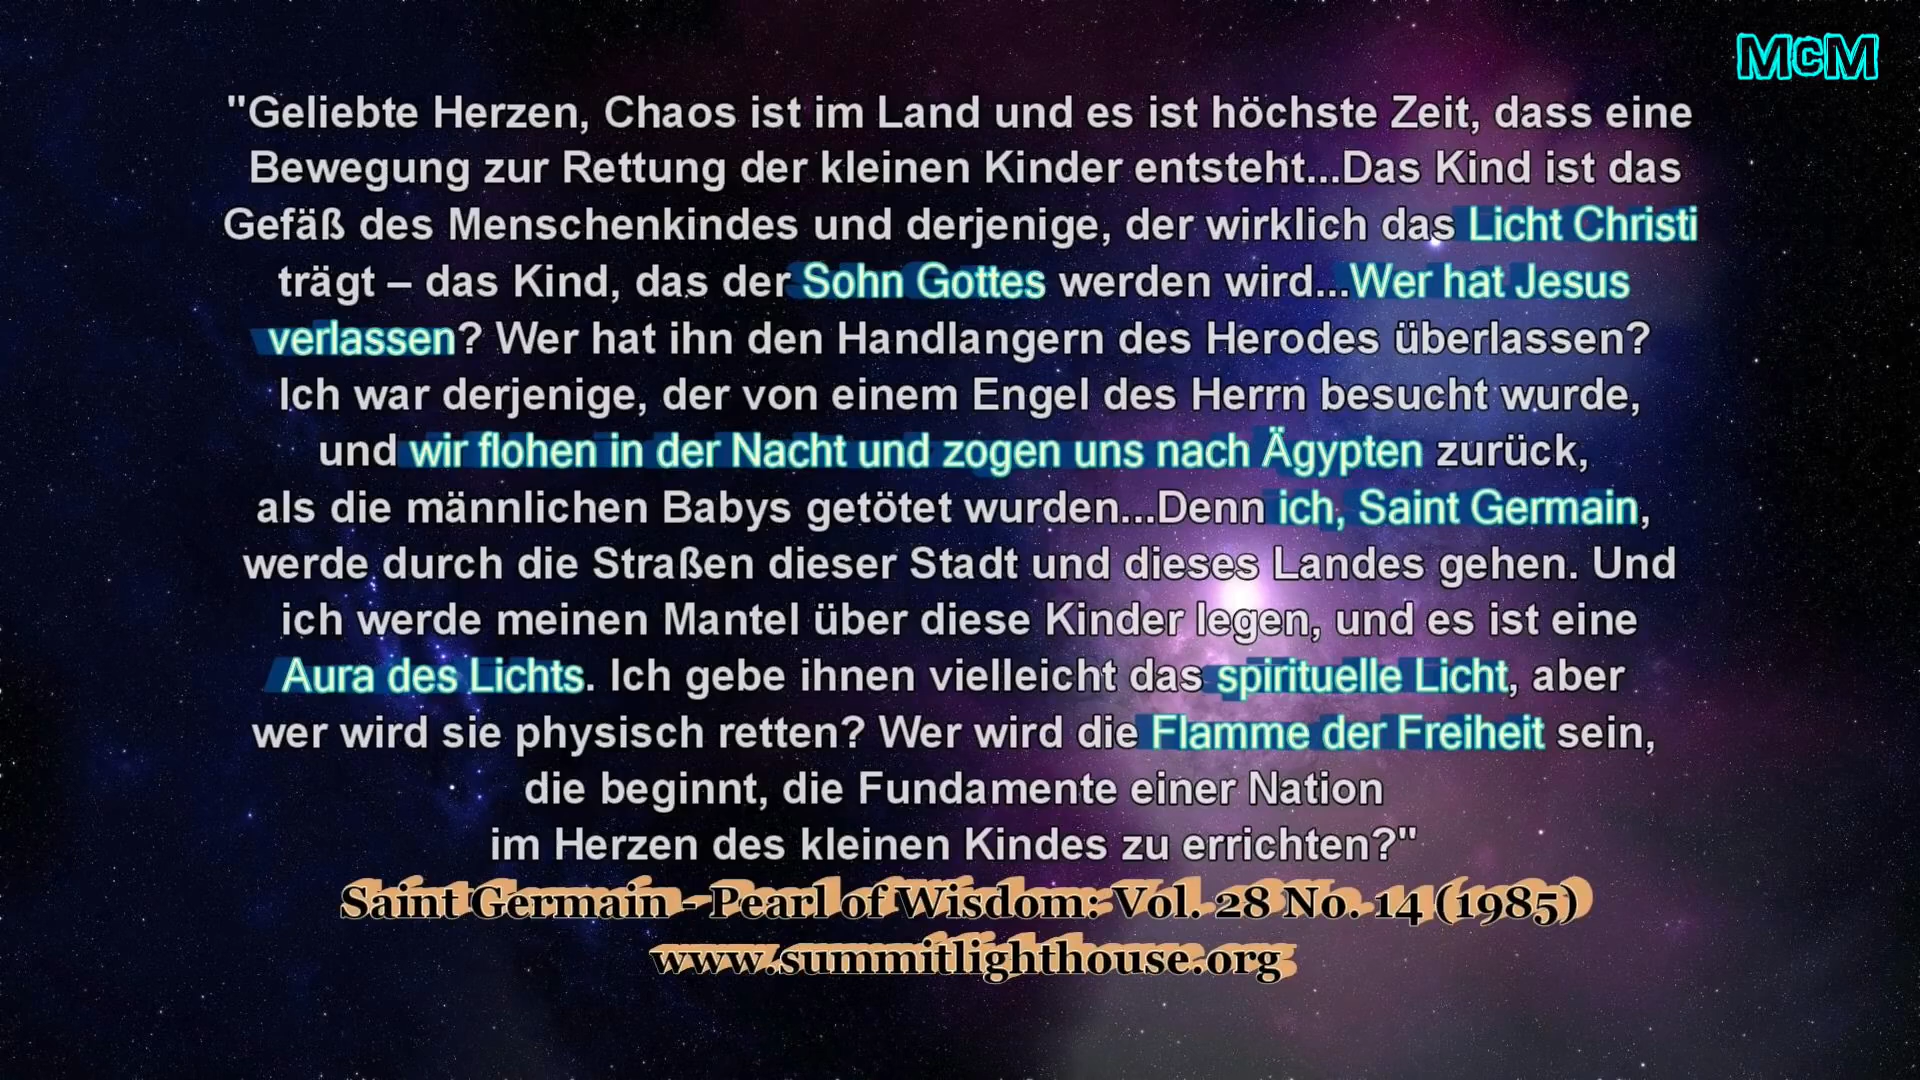 McM
"Geliebte Herzen, Chaos ist im Land und es ist höchste Zeit, dass eine
Bewegung zur Rettung der kleinen Kinder entsteht...Das Kind ist das
Gefäß des Menschenkindes und derjenige, der wirklich das Licht Christi
trägt – das Kind, das der Sohn Gottes werden wird...Wer hat Jesus
verlassen? Wer hat ihn den Handlangern des Herodes überlassen?
Ich war derjenige, der von einem Engel des Herrn besucht wurde,
und wir flohen in der Nacht und zogen uns nach Ägypten zurück,
als die männlichen Babys getötet wurden...Denn ich, Saint Germain,
werde durch die Straßen dieser Stadt und dieses Landes gehen. Und
ich werde meinen Mantel über diese Kinder legen, und es ist eine
Aura des Lichts. Ich gebe ihnen vielleicht das spirituelle Licht, aber
wer wird sie physisch retten? Wer wird die Flamme der Freiheit sein,
die beginnt, die Fundamente einer Nation
im Herzen des kleinen Kindes zu errichten?"
Saint Germain - Pearl of Wisdom: Vol. 28 No. 14 (1985)
www.summitlighthouse.org